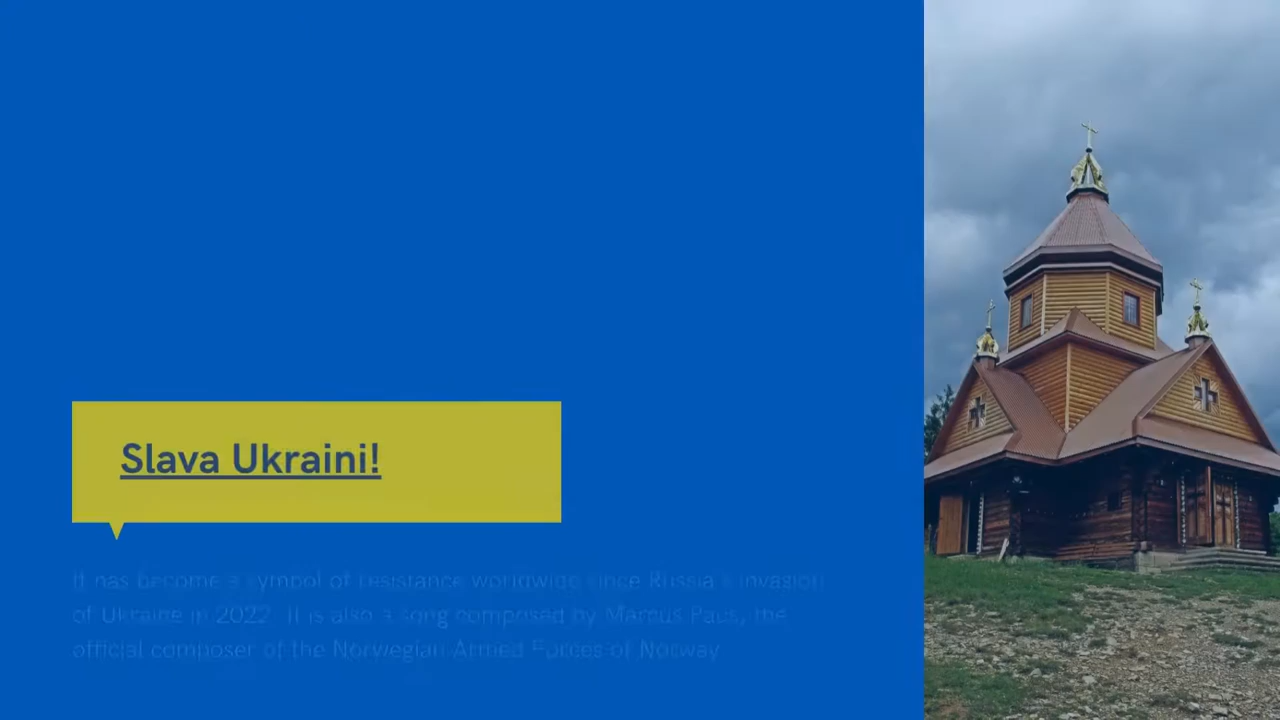 Slava Ukraini!
It has become a symbol of resistance worldwide since Russia's invasion
of Ukraine in 2022. It is also a song composed by Marcus Paus, the
official composer of the Norwegian Armed Forces of Norway